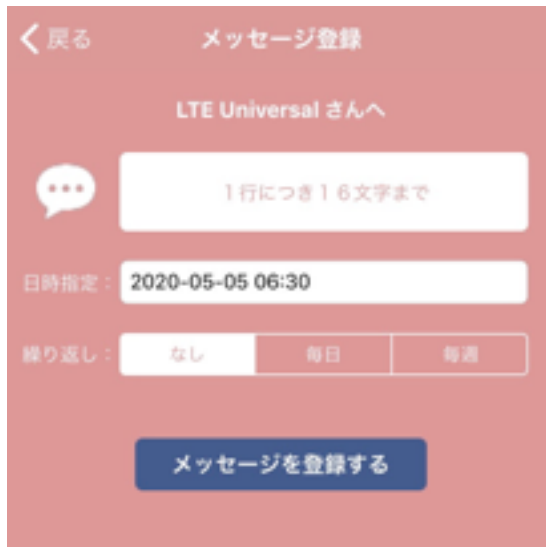 戻る メッセージ登録
LTE Universal さんへ
1行につき16文字まで
日時指定： 2020-05-05 06:30
繰り返し： なし 毎日 毎週
メッセージを登録する